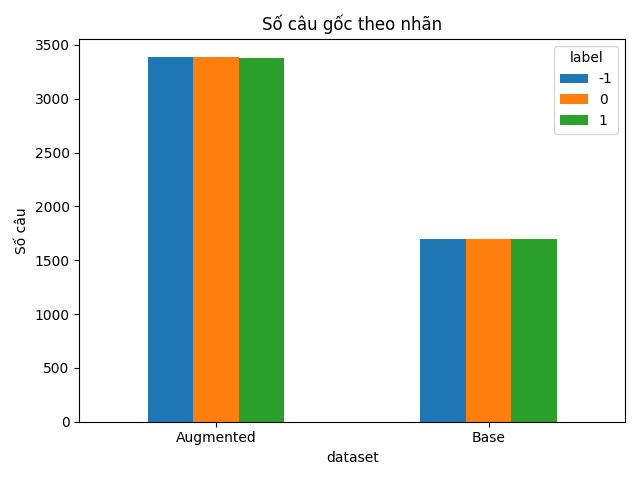 Số câu gốc theo nhãn
label
-1
0
1
3500
3000
2500
2000
1500
1000
500
0
Số câu
Augmented
Base
dataset